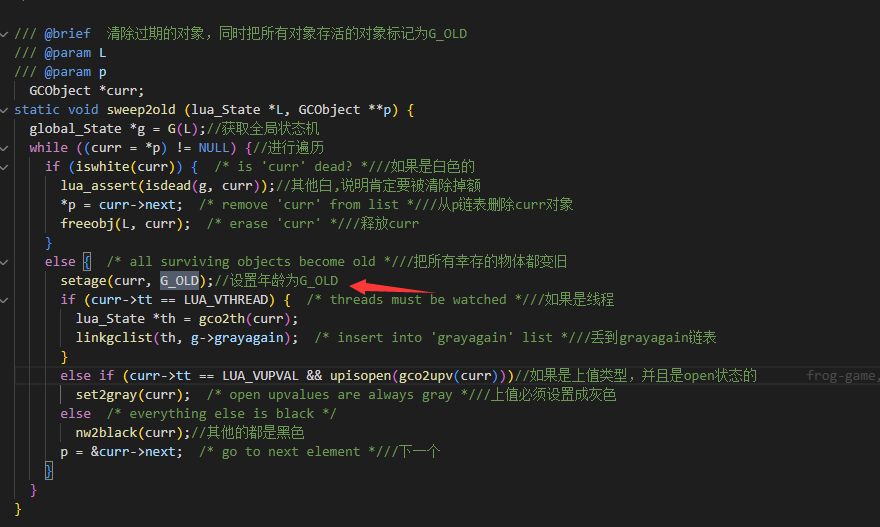 /// @brief  清除过期的对象，同时把所有对象存活的对象标记为G_OLD
/// @param L
/// @param p
GCObject *curr;
static void sweep2old (lua_State *L, GCObject **p) {
global_State *g = G(L);//获取全局状态机
while ((curr = *p) != NULL) {//进行遍历
if (iswhite(curr)) {  /* is 'curr' dead? *///如果是白色的
lua_assert(isdead(g, curr));//其他白,说明肯定要被清除掉额
*p = curr->next;  /* remove 'curr' from list *///从p链表删除curr对象
freeobj(L, curr);  /* erase 'curr' *///释放curr
}
else {  /* all surviving objects become old *///把所有幸存的物体都变旧
setage(curr, G_OLD);//设置年龄为G_OLD
if (curr->tt == LUA_VTHREAD) {  /* threads must be watched *///如果是线程
lua_State *th = gco2th(curr);
linkgclist(th, g->grayagain);  /* insert into 'grayagain' list *///丢到grayagain链表
}
else if (curr->tt == LUA_VUPVAL && upisopen(gco2upv(curr)))//如果是上值类型，并且是open状态的 frog-game,
set2gray(curr);  /* open upvalues are always gray *///上值必须设置成灰色
else  /* everything else is black */
nw2black(curr);//其他的都是黑色
p = &curr->next;  /* go to next element *///下一个
}
}
}